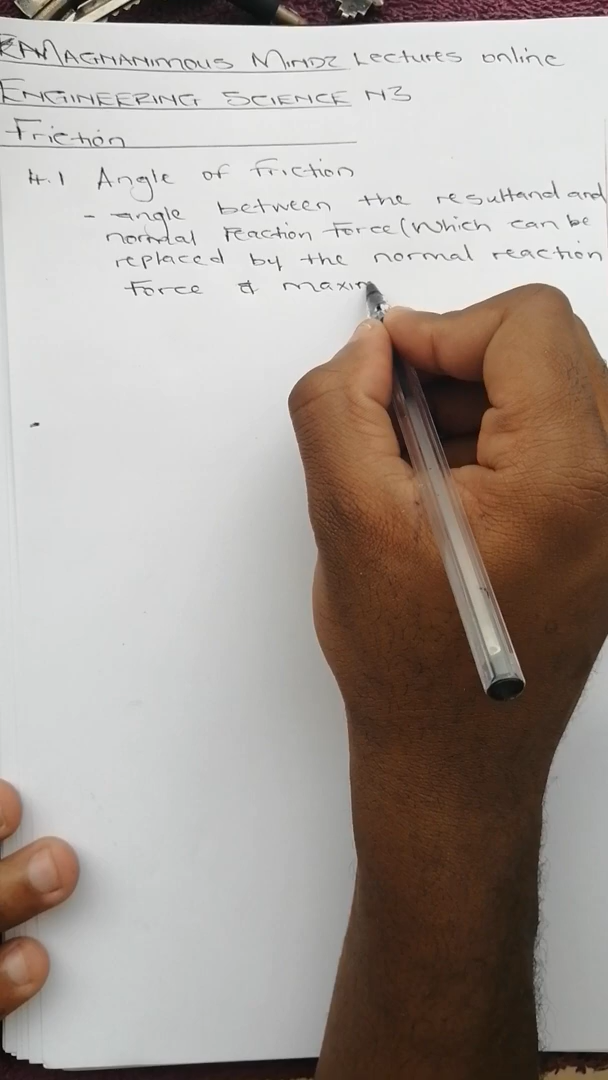 RAMAGNANIMOUS MINDZ Lectures online
ENGINEERING SCIENCE N3
Friction
4.1 Angle of friction
- angle between the resultand and
normal reaction force (which can be
replaced by the normal reaction
force & maxim